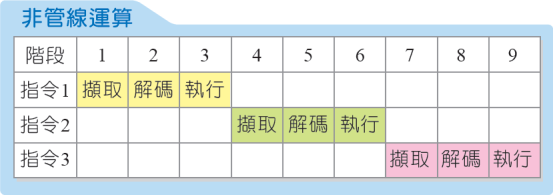 非管線運算
階段 1 2 3 4 5 6 7 8 9
指令1 擷取 解碼 執行
指令2 擷取 解碼 執行
指令3 擷取 解碼 執行